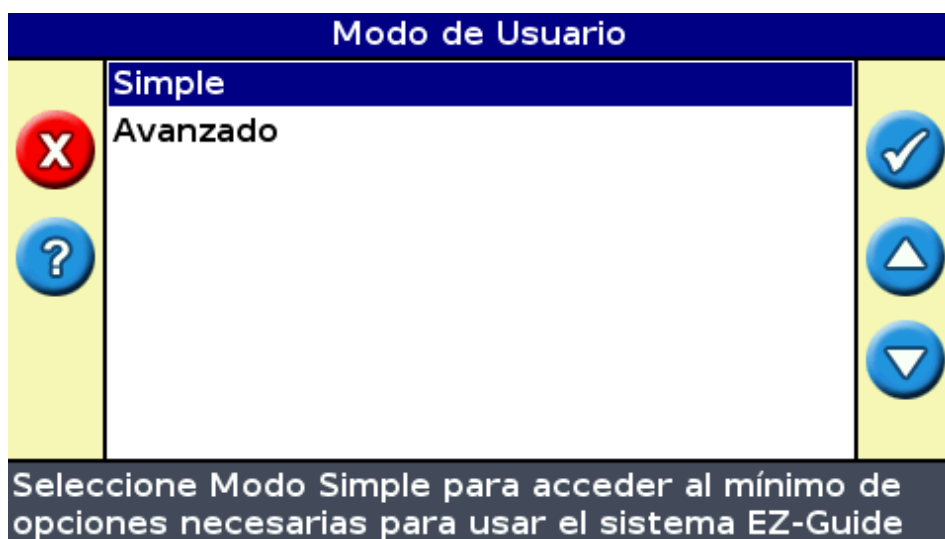 Modo de Usuario
Simple
Avanzado
X
?
Seleccione Modo Simple para acceder al mínimo de
opciones necesarias para usar el sistema EZ-Guide